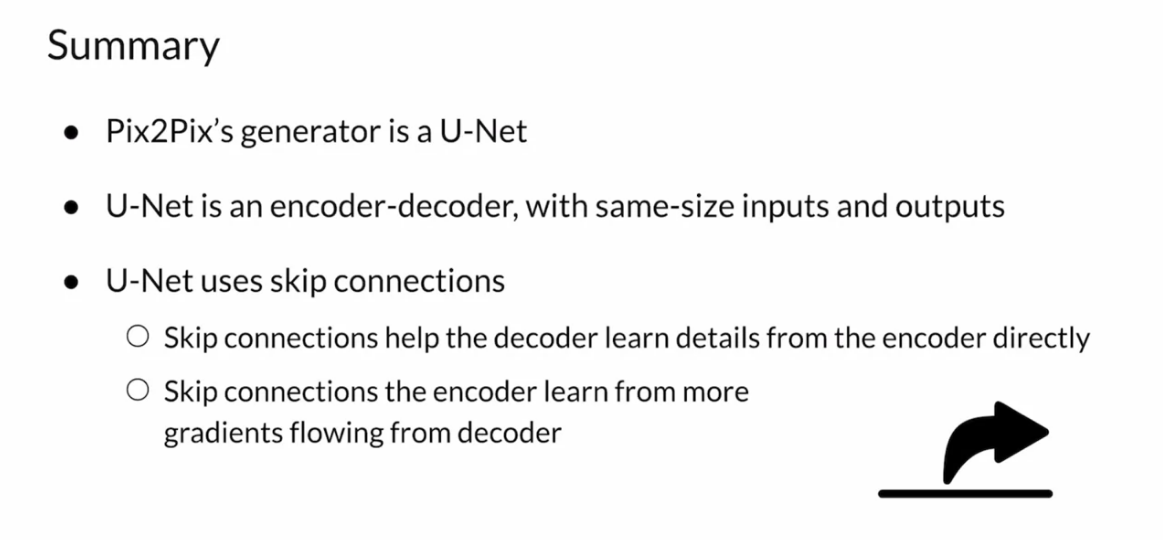 Summary
● Pix2Pix’s generator is a U-Net
● U-Net is an encoder-decoder, with same-size inputs and outputs
● U-Net uses skip connections
○ Skip connections help the decoder learn details from the encoder directly
○ Skip connections the encoder learn from more
gradients flowing from decoder